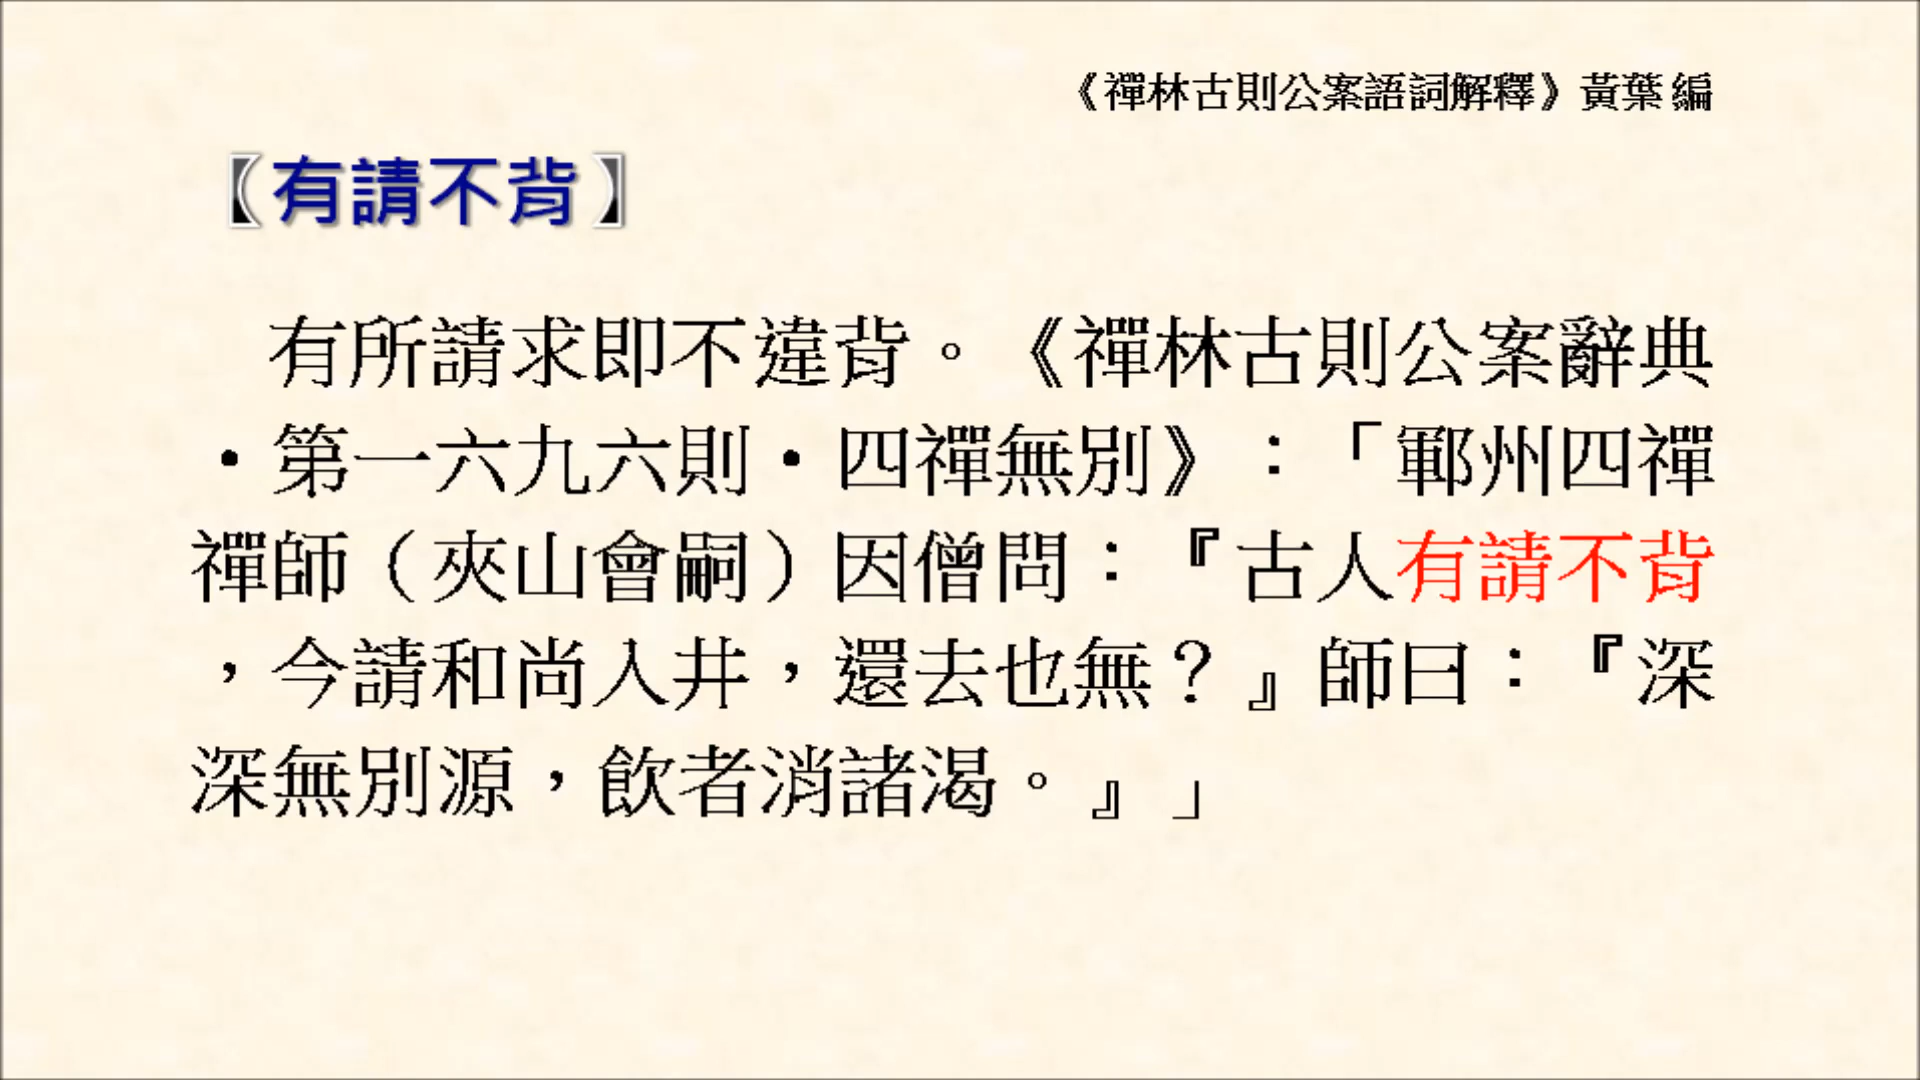 《禪林古則公案語詞解釋》黃葉 編
【有請不背】
有所請求即不違背。《禪林古則公案辭典
・第一六九六則・四禪無別》：「鄆州四禪
禪師（夾山會嗣）因僧問：『古人有請不背
，今請和尚入井，還去也無？』師曰：『深
深無別源，飲者消諸渴。』」